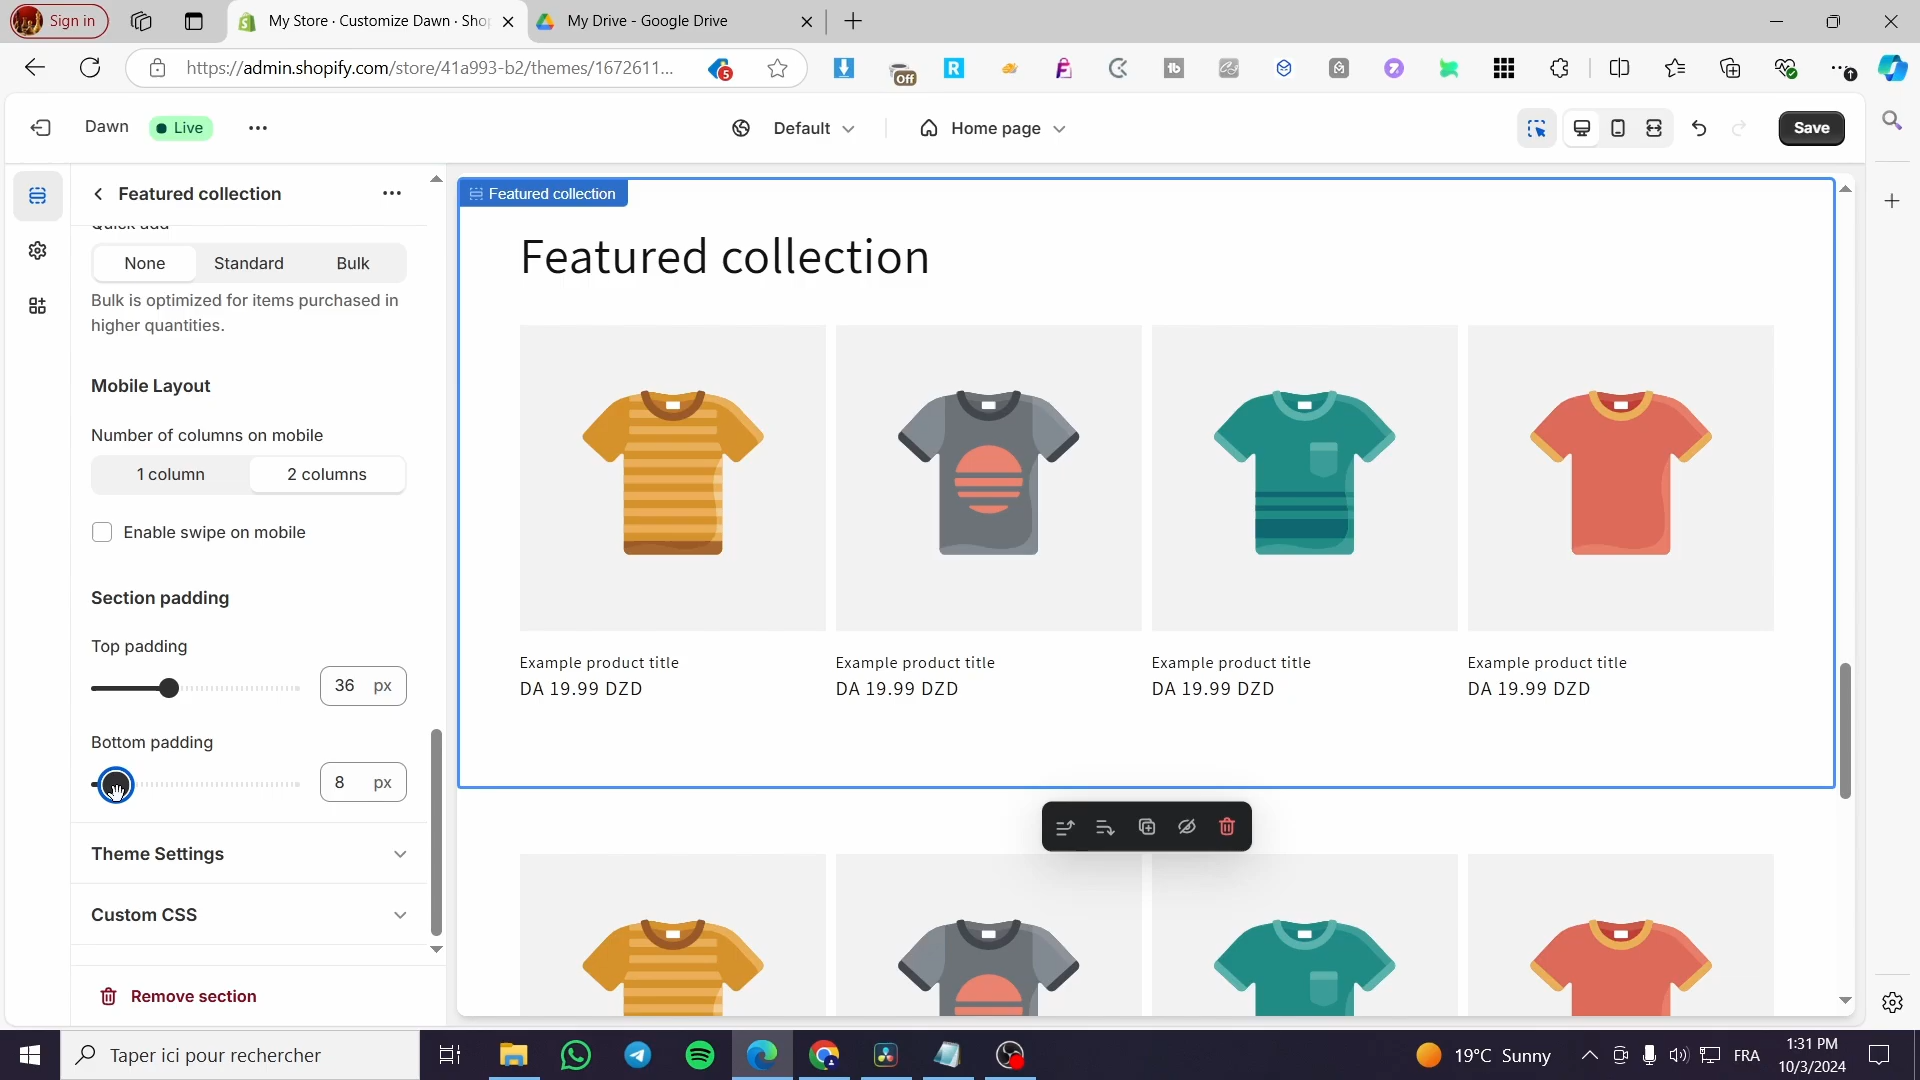 Sign in
My Store · Customize Dawn · Sho
My Drive - Google Drive
https://admin.shopify.com/store/41a993-b2/themes/1672611...
5
Off
R
tb
Dawn
Live
Default
Home page
Save
Featured collection
Quick add
None
Standard
Bulk
Bulk is optimized for items purchased in
higher quantities.
Mobile Layout
Number of columns on mobile
1 column
2 columns
Enable swipe on mobile
Section padding
Top padding
36 px
Bottom padding
8 px
Theme Settings
Custom CSS
Remove section
Featured collection
Featured collection
Example product title
DA 19.99 DZD
Example product title
DA 19.99 DZD
Example product title
DA 19.99 DZD
Example product title
DA 19.99 DZD
Taper ici pour rechercher
19°C Sunny
FRA
1:31 PM
10/3/2024